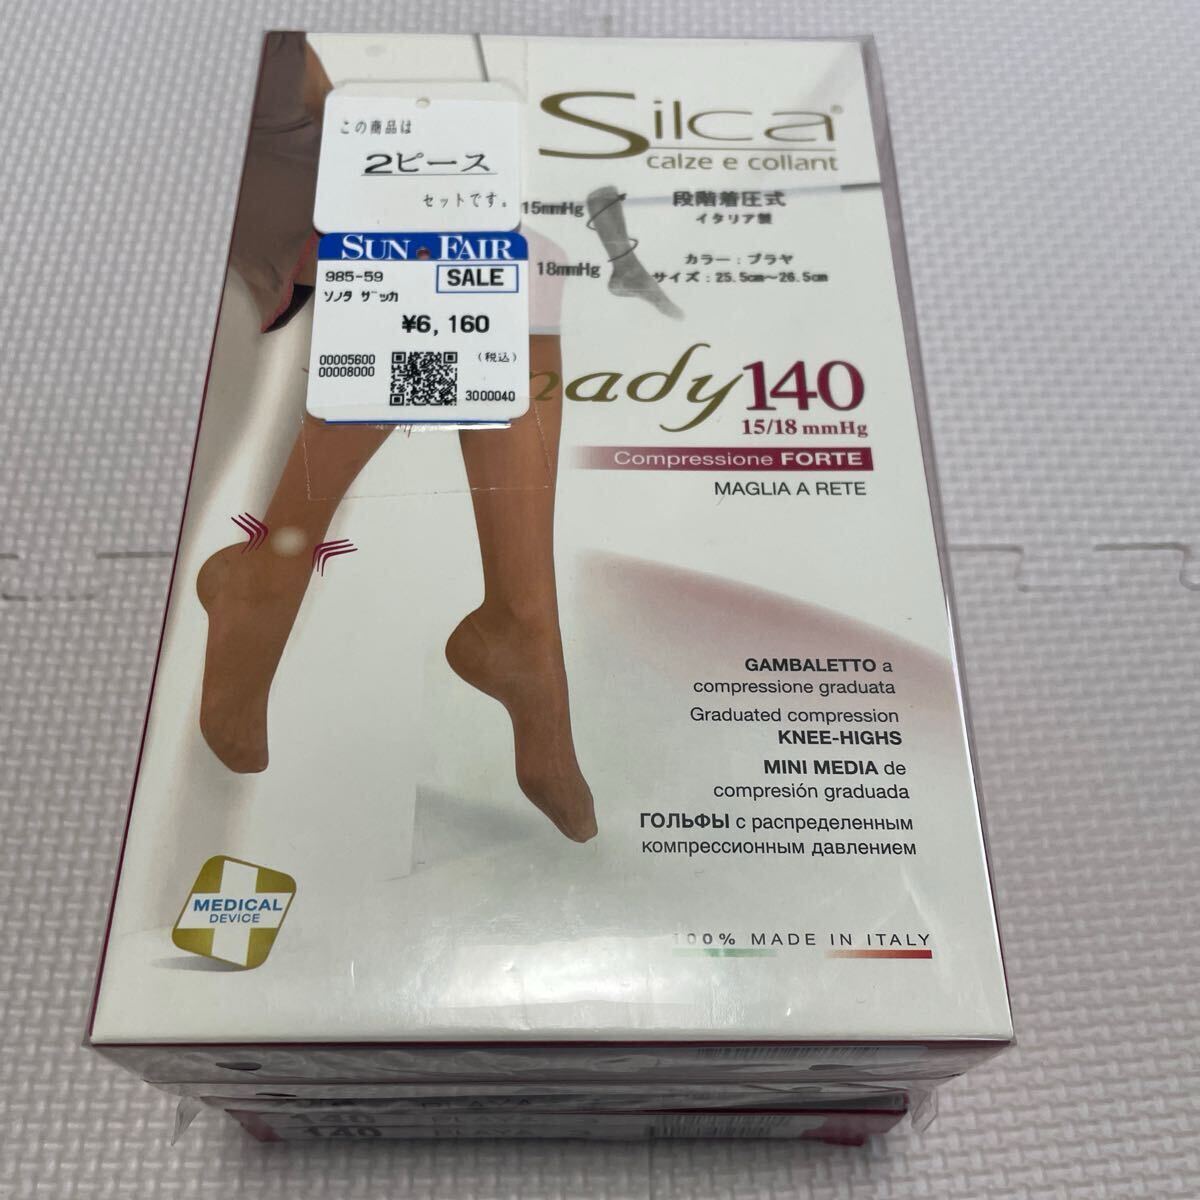 この商品は
2ピース
セットです。
SUN FAIR
985-59
SALE
ソノタ ザッカ
¥6,160
(税込)
00005600
00008000
3000040
Silca®
calze e collant
15mmHg
18mmHg
段階着圧式
イタリア製
カラー:プラヤ
サイズ:25.5cm〜26.5cm
140
15/18 mmHg
Compressione FORTE
MAGLIA A RETE
GAMBALETTO a
compressione graduata
Graduated compression
KNEE-HIGHS
MINI MEDIA de
compresión graduada
ГОЛЬФЫ с распределенным
компрессионным давлением
MEDICAL
DEVICE
100% MADE IN ITALY
140